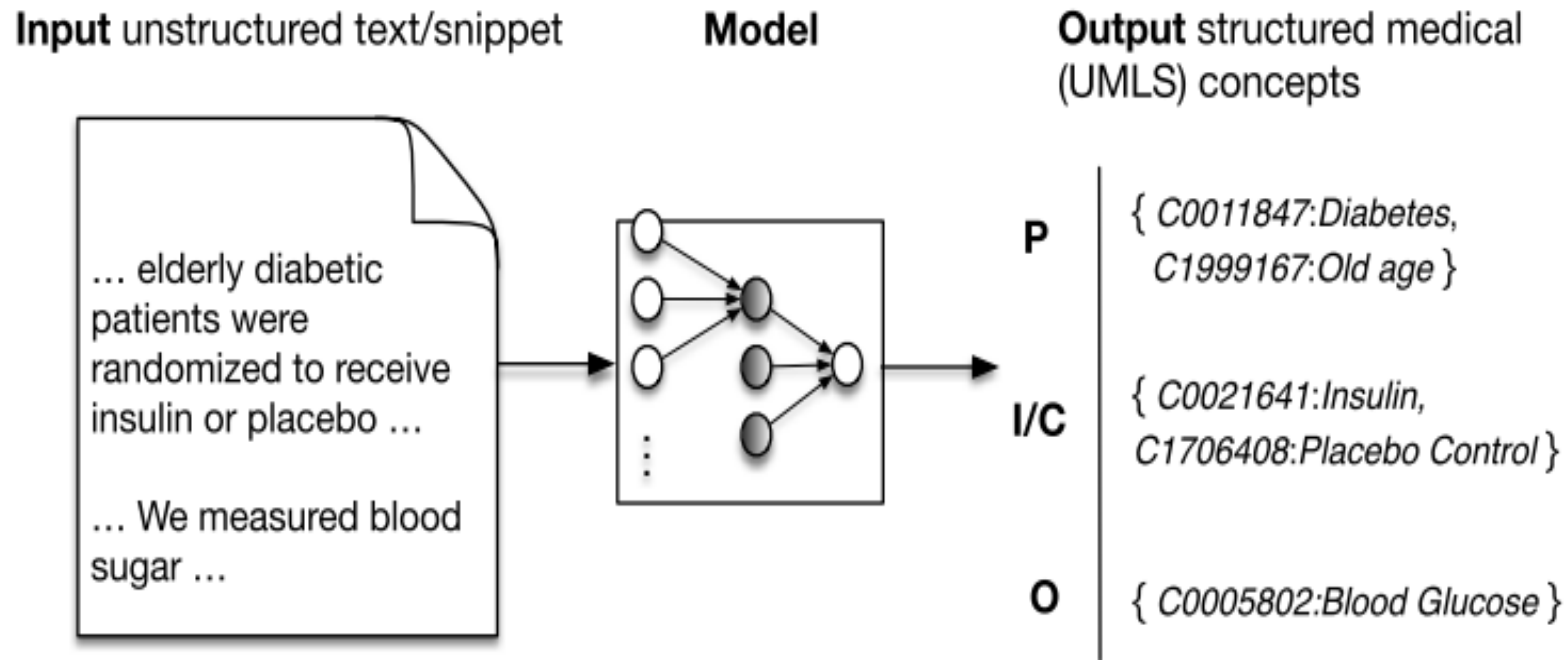 Input unstructured text/snippet
Model
Output structured medical
(UMLS) concepts
… elderly diabetic
patients were
randomized to receive
insulin or placebo …
… We measured blood
sugar …
P
{ C0011847:Diabetes,
C1999167:Old age }
I/C
{ C0021641:Insulin,
C1706408:Placebo Control }
O
{ C0005802:Blood Glucose }